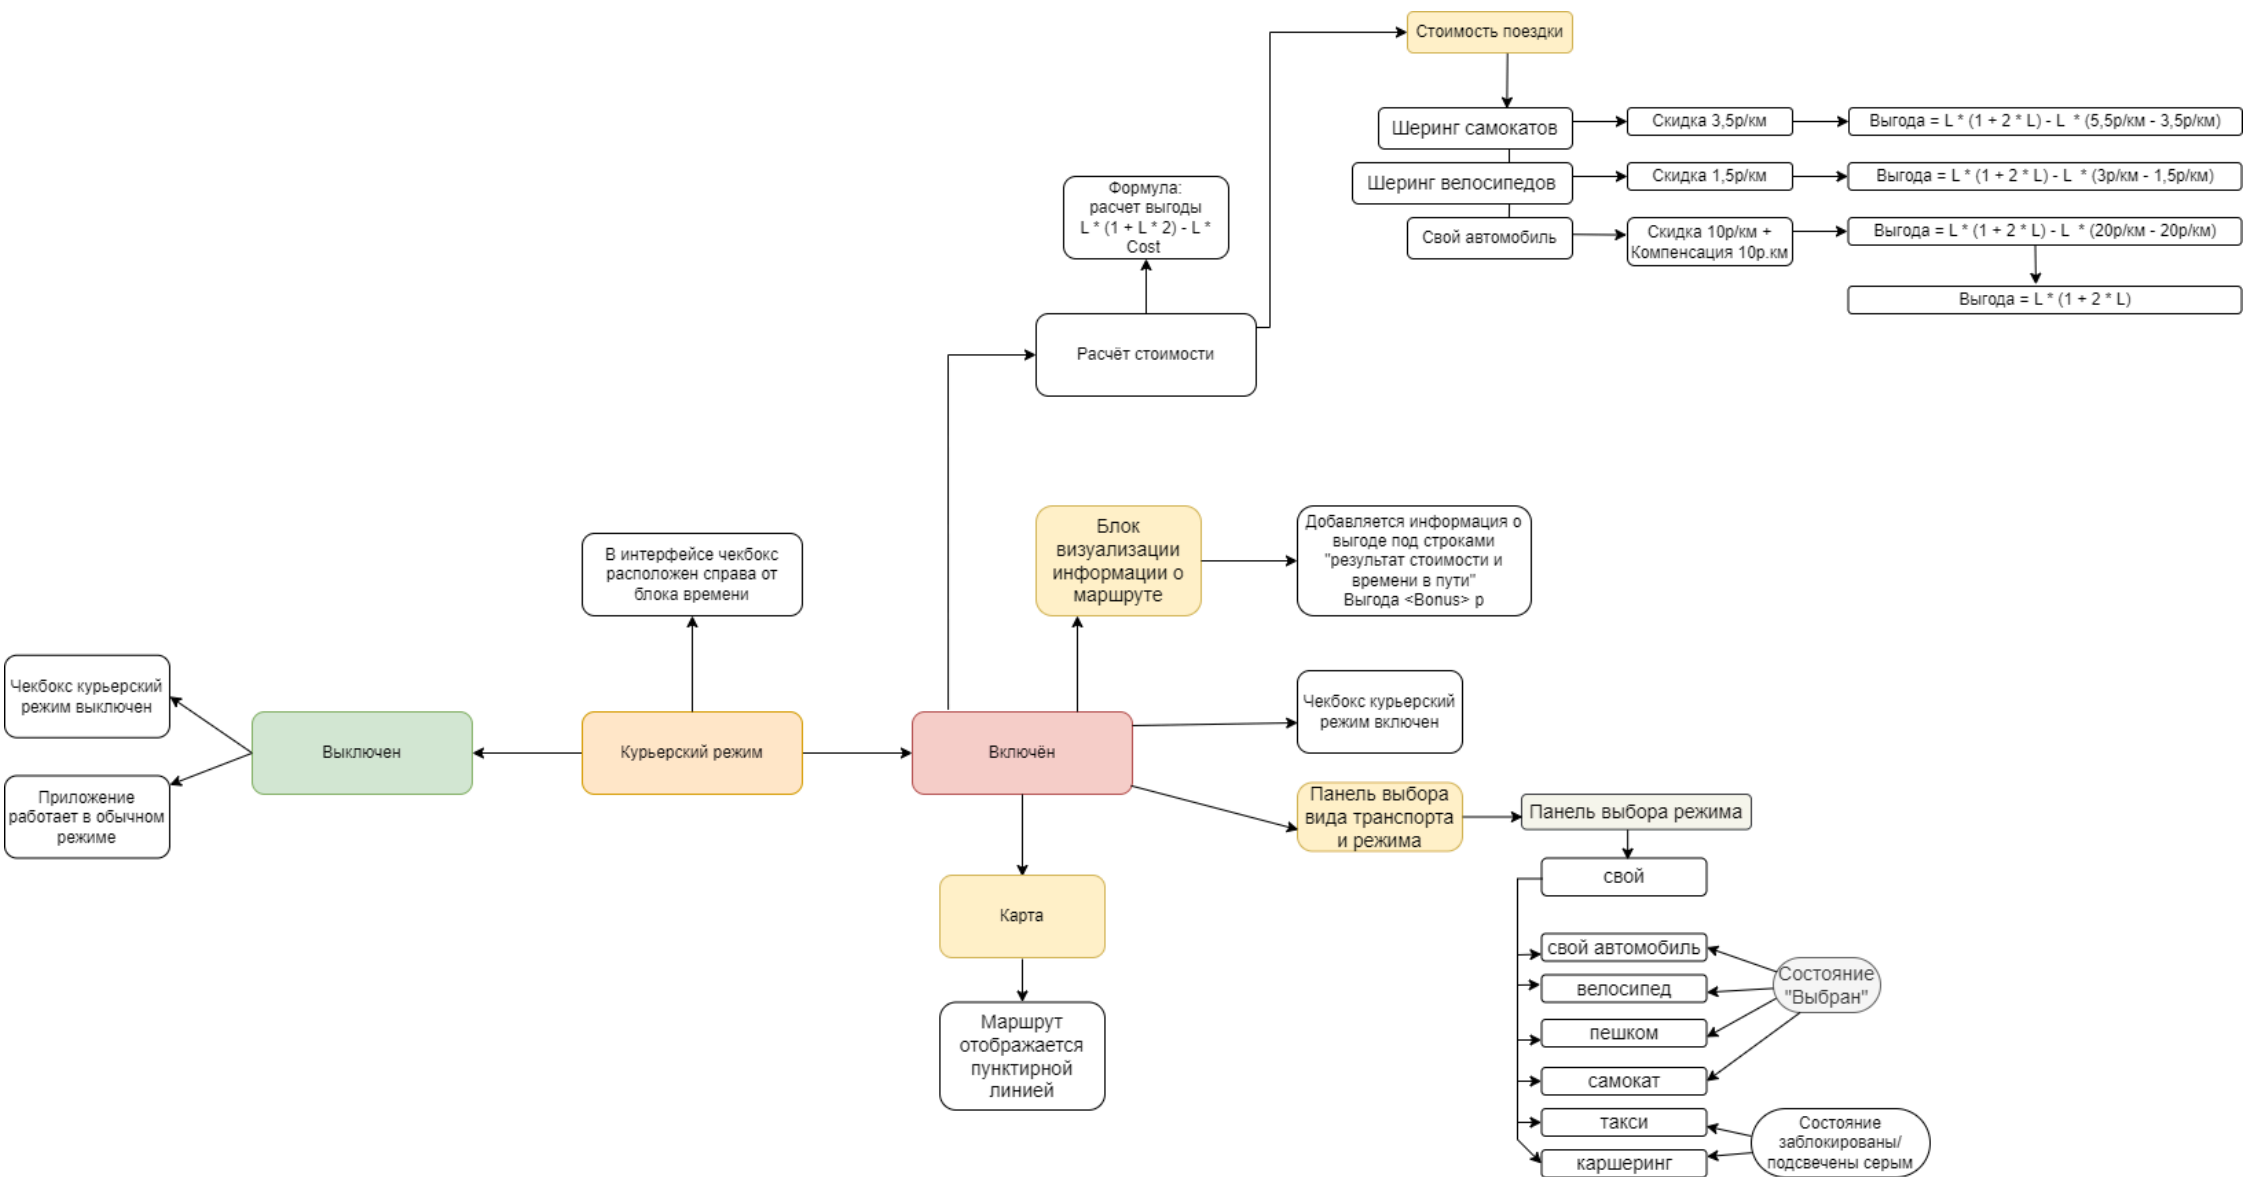 Стоимость поездки
Шеринг самокатов
Скидка 3,5р/км
Выгода = L * (1 + 2 * L) - L * (5,5р/км - 3,5р/км)
Шеринг велосипедов
Скидка 1,5р/км
Выгода = L * (1 + 2 * L) - L * (3р/км - 1,5р/км)
Свой автомобиль
Скидка 10р/км +
Компенсация 10р.км
Выгода = L * (1 + 2 * L) - L * (20р/км - 20р/км)
Выгода = L * (1 + 2 * L)
Формула:
расчет выгоды
L * (1 + L * 2) - L *
Cost
Расчёт стоимости
Блок
визуализации
информации о
маршруте
Добавляется информация о
выгоде под строками
"результат стоимости и
времени в пути"
Выгода <Bonus> р
В интерфейсе чекбокс
расположен справа от
блока времени
Чекбокс курьерский
режим выключен
Приложение
работает в обычном
режиме
Выключен
Курьерский режим
Включён
Чекбокс курьерский
режим включен
Панель выбора
вида транспорта
и режима
Панель выбора режима
свой
свой автомобиль
велосипед
пешком
самокат
такси
каршеринг
Состояние
"Выбран"
Состояние
заблокированы/
подсвечены серым
Карта
Маршрут
отображается
пунктирной
линией